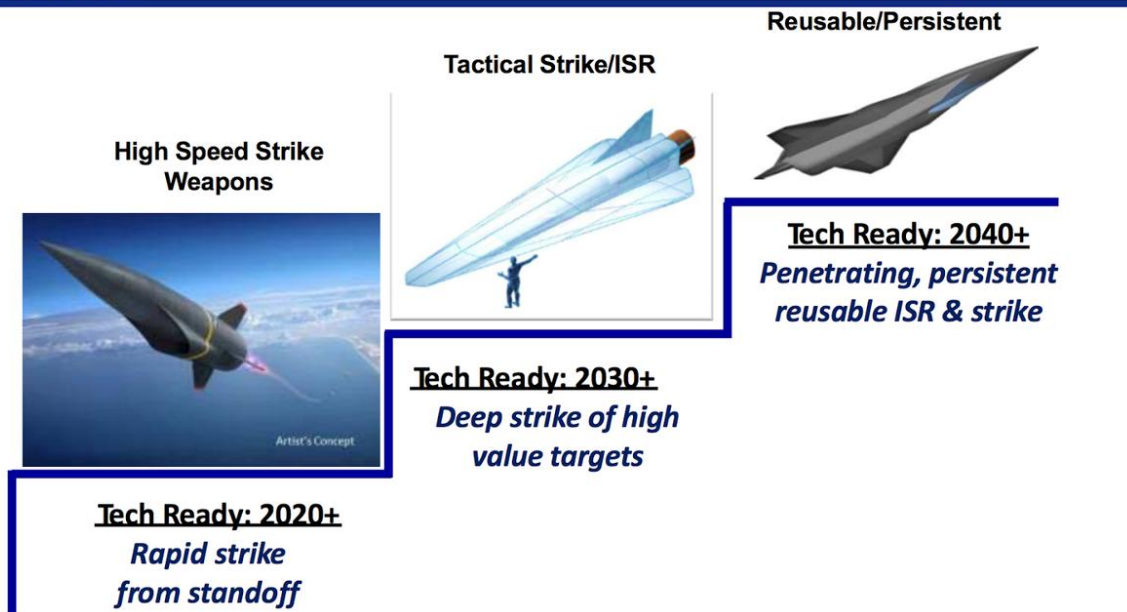 High Speed Strike
Weapons
Artist's Concept
Tech Ready: 2020+
Rapid strike
from standoff
Tactical Strike/ISR
Tech Ready: 2030+
Deep strike of high
value targets
Reusable/Persistent
Tech Ready: 2040+
Penetrating, persistent
reusable ISR & strike